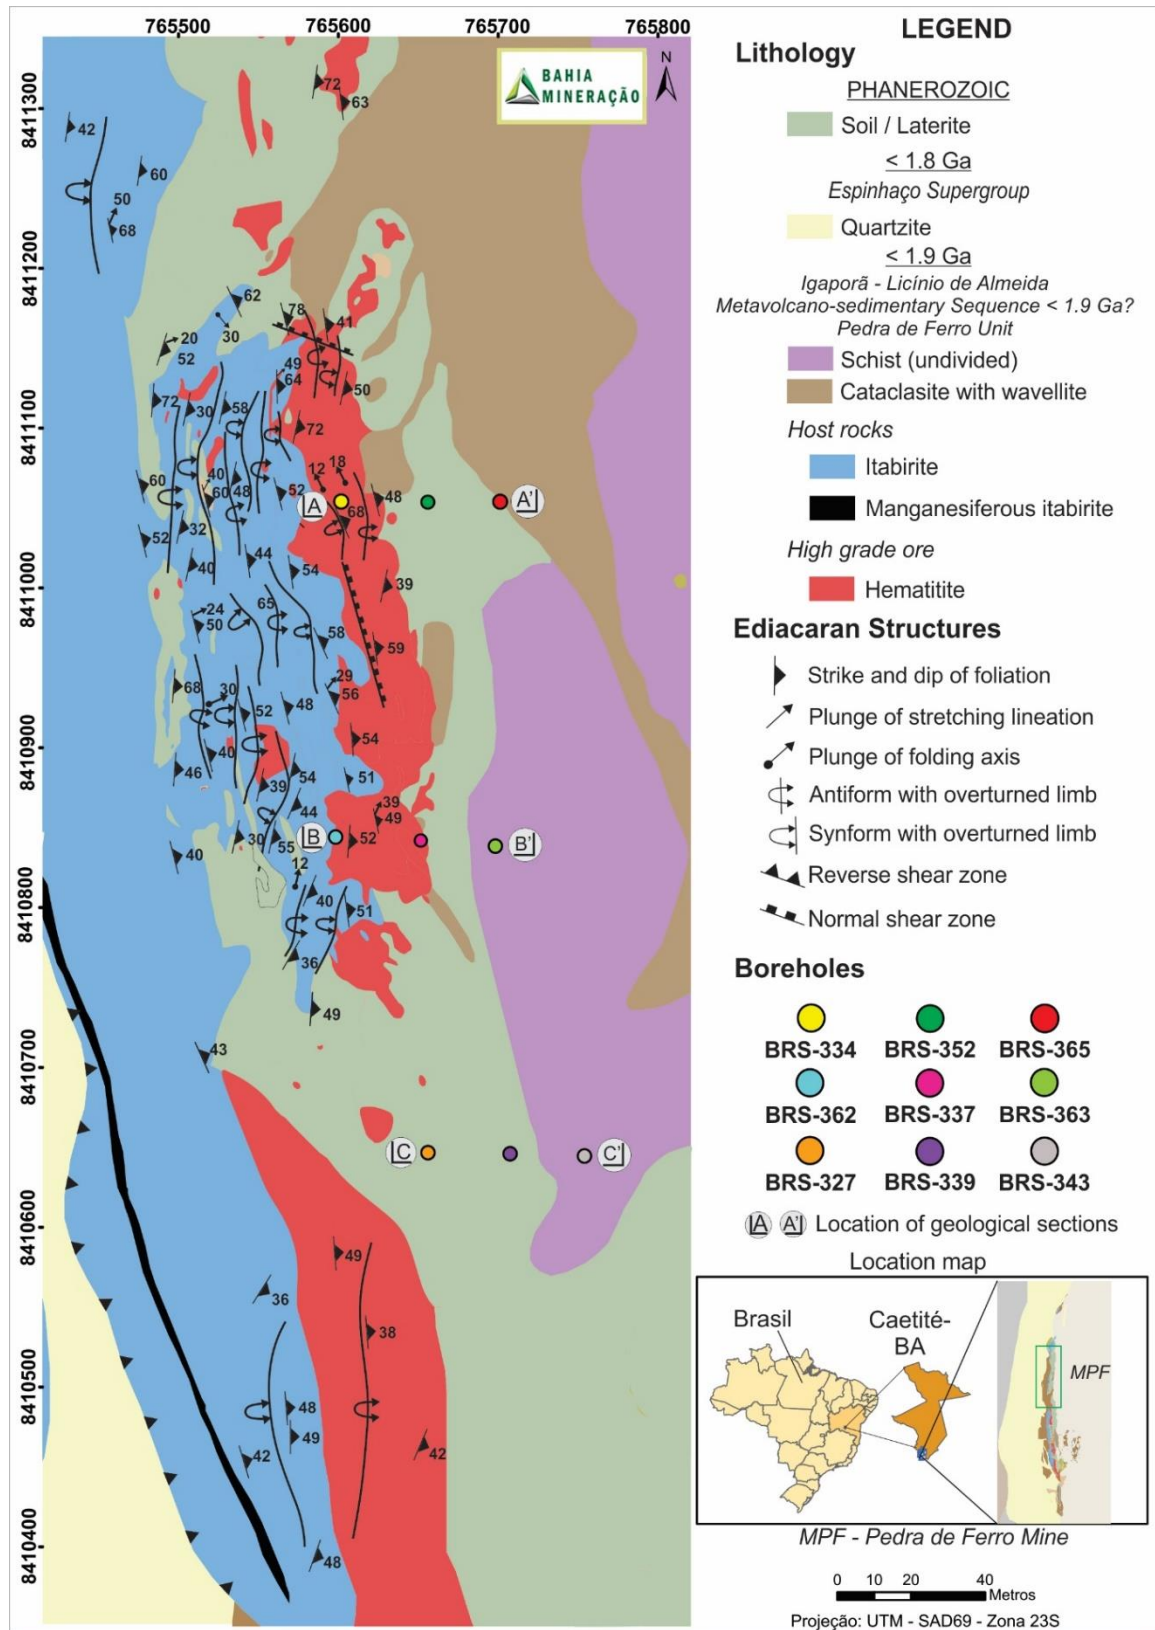 765500
765600
765700
765800
8411300
8411200
8411100
8411000
8410900
8410800
8410700
8410600
8410500
8410400
BAHIA
MINERAÇÃO
N
72
63
42
60
50
68
62
78
41
20
30
52
49
64
50
72
30
58
72
12
18
60
40
60
48
52
48
68
32
52
40
44
54
39
24
50
65
58
59
29
56
68
30
52
48
54
40
46
54
51
39
44
39
49
30
55
52
40
12
40
51
36
49
43
49
36
38
48
49
42
42
48
A
A'
B
B'
C
C'
LEGEND
Lithology
PHANEROZOIC
Soil / Laterite
< 1.8 Ga
Espinhaço Supergroup
Quartzite
< 1.9 Ga
Igaporã - Licínio de Almeida
Metavolcano-sedimentary Sequence < 1.9 Ga?
Pedra de Ferro Unit
Schist (undivided)
Cataclasite with wavellite
Host rocks
Itabirite
Manganesiferous itabirite
High grade ore
Hematitite
Ediacaran Structures
Strike and dip of foliation
Plunge of stretching lineation
Plunge of folding axis
Antiform with overturned limb
Synform with overturned limb
Reverse shear zone
Normal shear zone
Boreholes
BRS-334 BRS-352 BRS-365
BRS-362 BRS-337 BRS-363
BRS-327 BRS-339 BRS-343
A A' Location of geological sections
Location map
Brasil
Caetité-
BA
MPF
MPF - Pedra de Ferro Mine
0 10 20 40
Metros
Projeção: UTM - SAD69 - Zona 23S